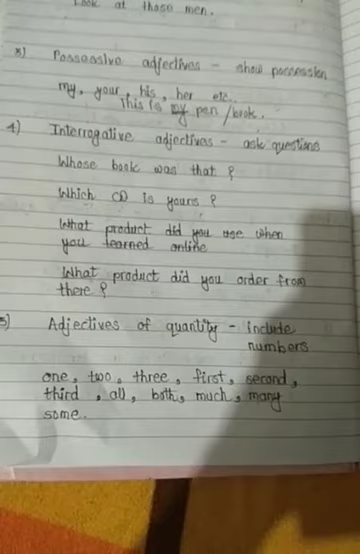 Look at those men.
3) Possessive adjectives - show possession
my, your, his, her etc.
This is my pen/book.
4) Interrogative adjectives - ask questions
Whose book was that ?
Which CD is yours ?
What product did you use when
you learned online
What product did you order from
there ?
5) Adjectives of quantity - include
numbers
one, two, three, first, second,
third, all, both, much, many
some.